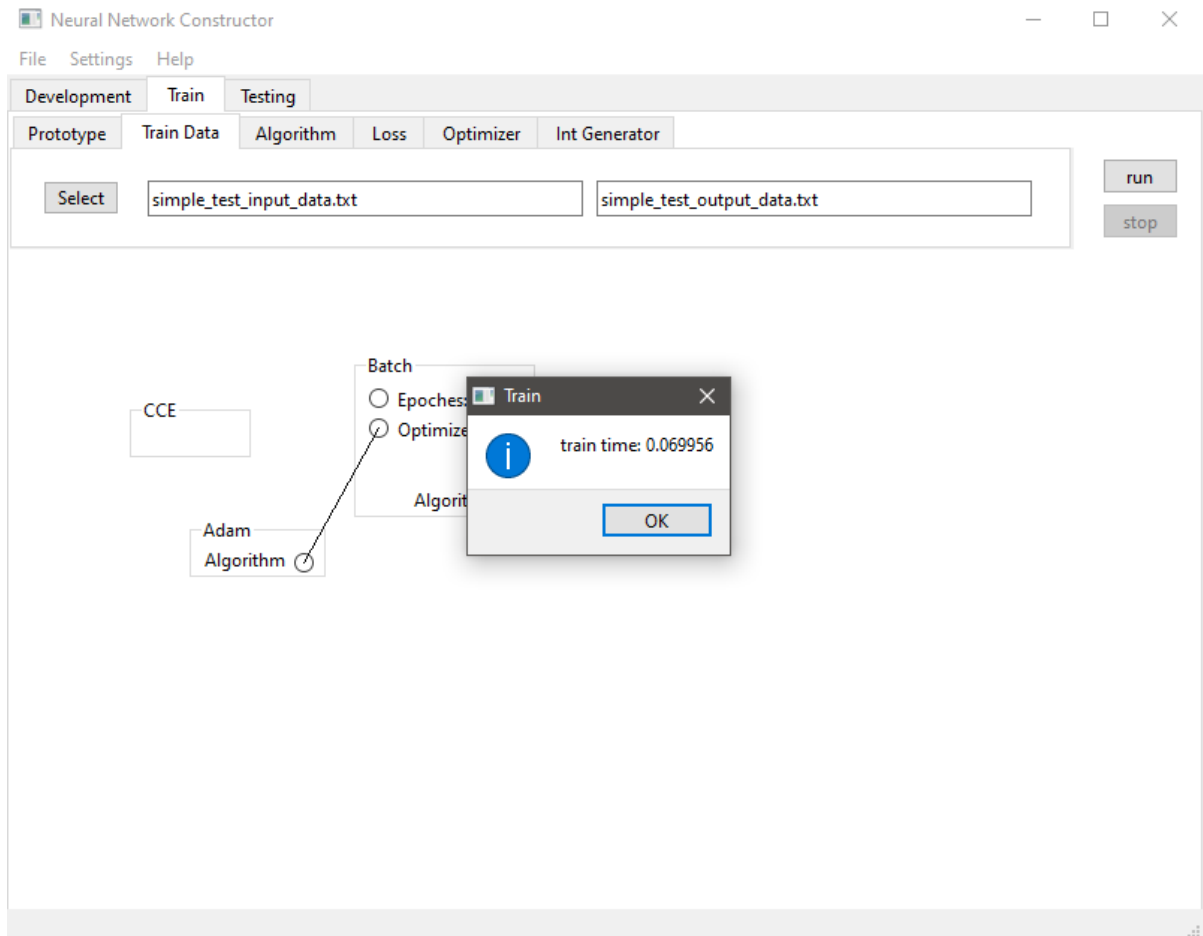 Neural Network Constructor
File Settings Help
Development Train Testing
Prototype Train Data Algorithm Loss Optimizer Int Generator
Select simple_test_input_data.txt simple_test_output_data.txt
run
stop
Batch
Epoches:
Optimize
Algorit
CCE
Adam
Algorithm
Train
train time: 0.069956
OK